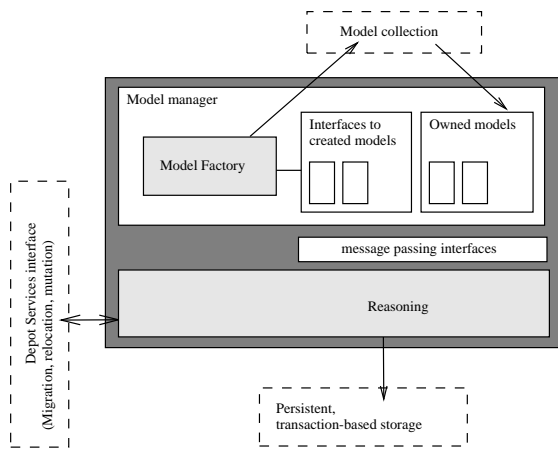 Model collection
Model manager
Model Factory
Interfaces to
created models
Owned models
message passing interfaces
Reasoning
Depot Services interface
(Migration, relocation, mutation)
Persistent,
transaction-based storage